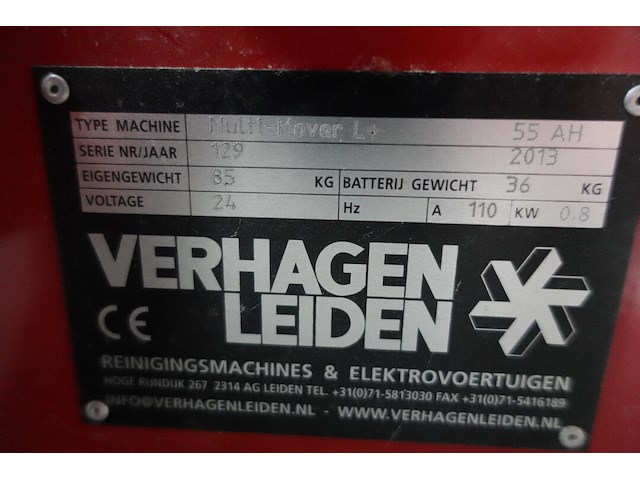 TYPE MACHINE Multi-Mover L+ 55 AH
SERIE NR/JAAR 129 2013
EIGENGEWICHT 85 KG BATTERIJ GEWICHT 36 KG
VOLTAGE 24 Hz A 110 KW 0.8
VERHAGEN
CE LEIDEN
REINIGINGSMACHINES & ELEKTROVOERTUIGEN
HOGE RIJNDIJK 267 2314 AG LEIDEN TEL. +31(0)71-5813030 FAX +31(0)71-5416189
INFO@VERHAGENLEIDEN.NL - WWW.VERHAGENLEIDEN.NL